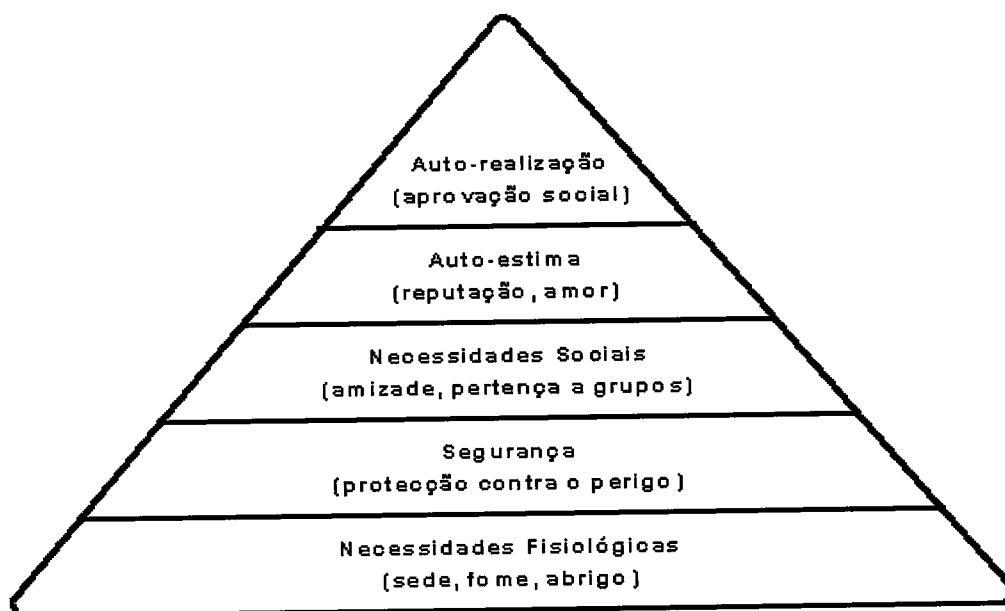 Auto-realização
(aprovação social)
Auto-estima
(reputação, amor)
Necessidades Sociais
(amizade, pertença a grupos)
Segurança
(protecção contra o perigo)
Necessidades Fisiológicas
(sede, fome, abrigo)